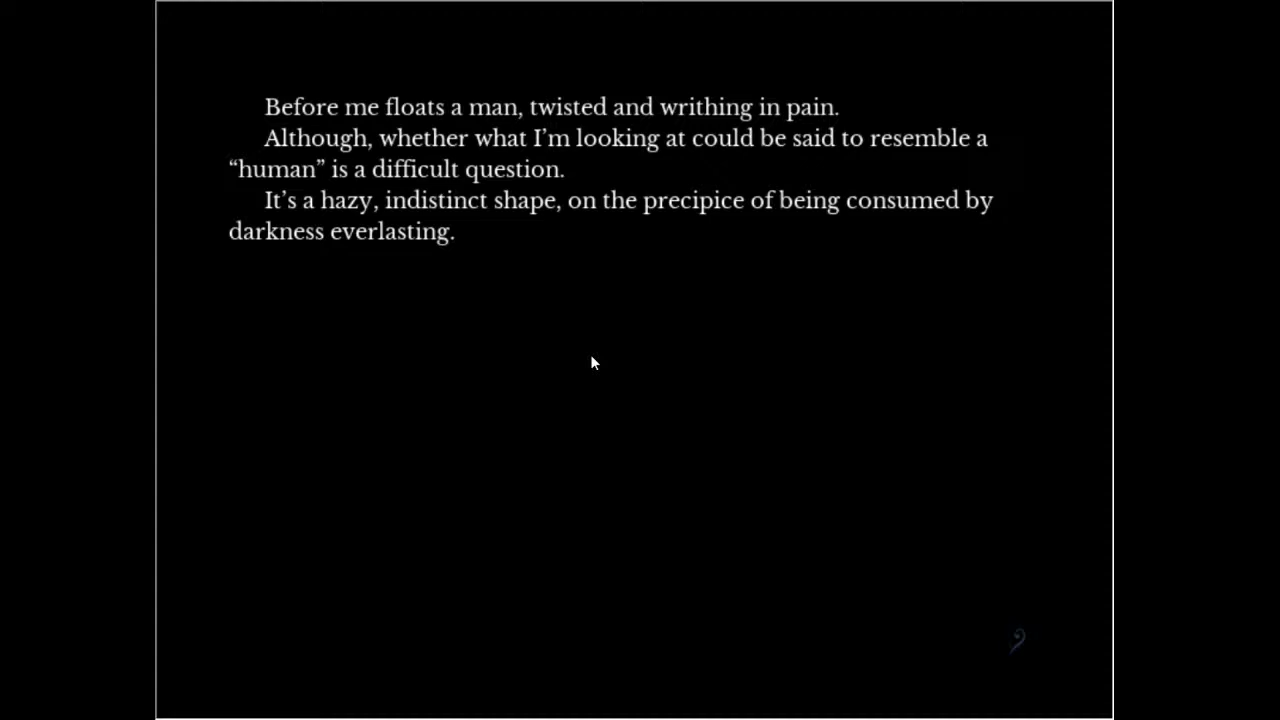 Before me floats a man, twisted and writhing in pain.
Although, whether what I’m looking at could be said to resemble a
“human” is a difficult question.
It’s a hazy, indistinct shape, on the precipice of being consumed by
darkness everlasting.